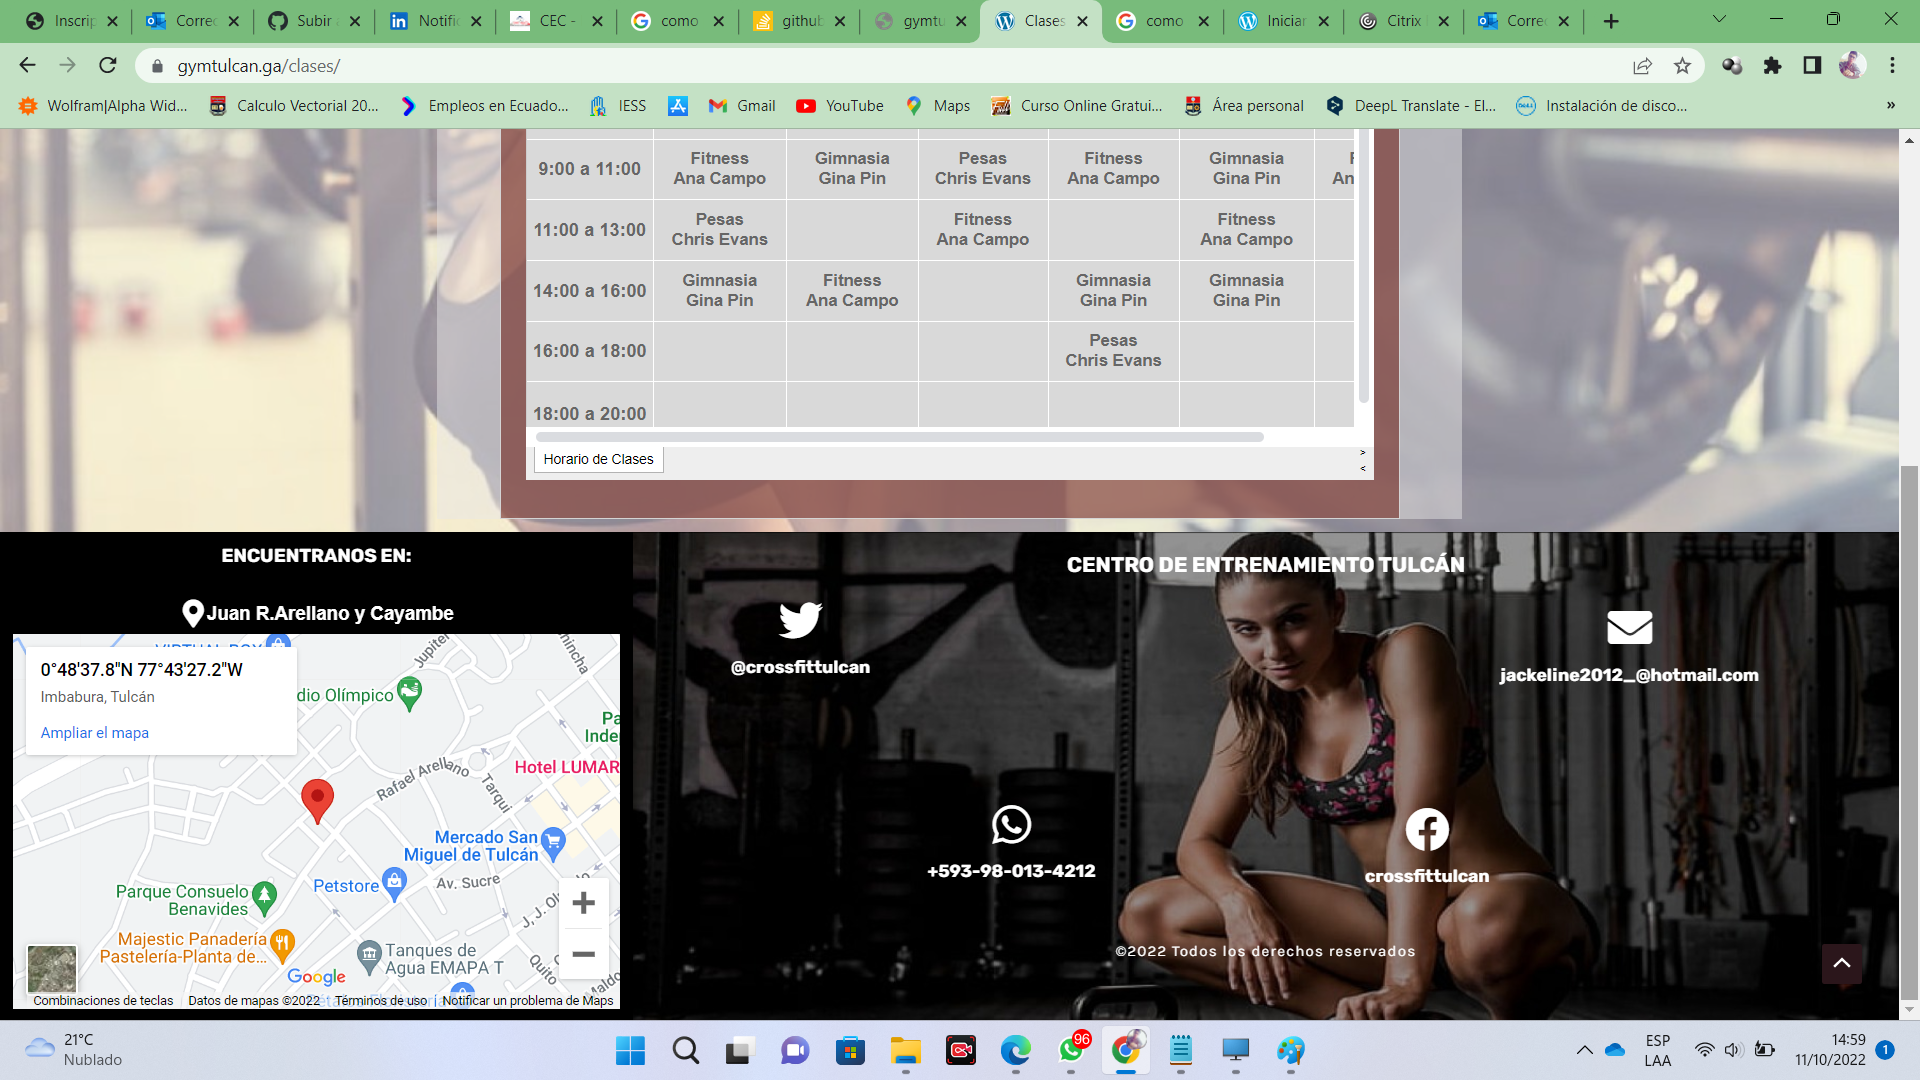 Inscrip
Correo
Subir
Notific
CEC -
como
github
gymtu
Clases
como
Iniciar
Citrix
Correo
gymtulcan.ga/clases/
Wolfram|Alpha Wid...
Calculo Vectorial 20...
Empleos en Ecuado...
IESS
Gmail
YouTube
Maps
Curso Online Gratui...
Área personal
DeepL Translate - El...
Instalación de disco...
»
9:00 a 11:00
Fitness
Ana Campo
Gimnasia
Gina Pin
Pesas
Chris Evans
Fitness
Ana Campo
Gimnasia
Gina Pin
An
11:00 a 13:00
Pesas
Chris Evans
Fitness
Ana Campo
Fitness
Ana Campo
14:00 a 16:00
Gimnasia
Gina Pin
Fitness
Ana Campo
Gimnasia
Gina Pin
Gimnasia
Gina Pin
16:00 a 18:00
Pesas
Chris Evans
18:00 a 20:00
Horario de Clases
>
<
ENCUENTRANOS EN:
Juan R.Arellano y Cayambe
0°48'37.8"N 77°43'27.2"W
Imbabura, Tulcán
Ampliar el mapa
VIRTUAL BOX
Jupiter
hincha
dio Olímpico
Pa
Inde
Hotel LUMAR
Rafael Arellano
Tarqui
Mercado San
Miguel de Tulcán
Petstore
Av. Sucre
Parque Consuelo
Benavides
J. J. Ol
Majestic Panadería
Pastelería-Planta de...
Tanques de
Agua EMAPA T
Quito
Maldo
Google
Combinaciones de teclas
Datos de mapas ©2022
Términos de uso
Notificar un problema de Maps
CENTRO DE ENTRENAMIENTO TULCÁN
@crossfittulcan
jackeline2012_@hotmail.com
+593-98-013-4212
crossfittulcan
©2022 Todos los derechos reservados
21°C
Nublado
96
ESP
LAA
14:59
11/10/2022
1